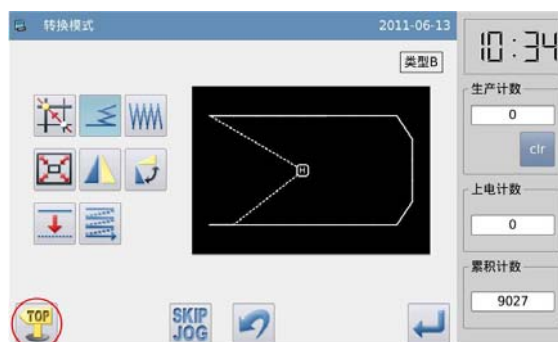 转换模式 2011-06-13
10:34
类型B
生产计数
0
clr
H
上电计数
0
累积计数
9027
TOP
SKIP
JOG